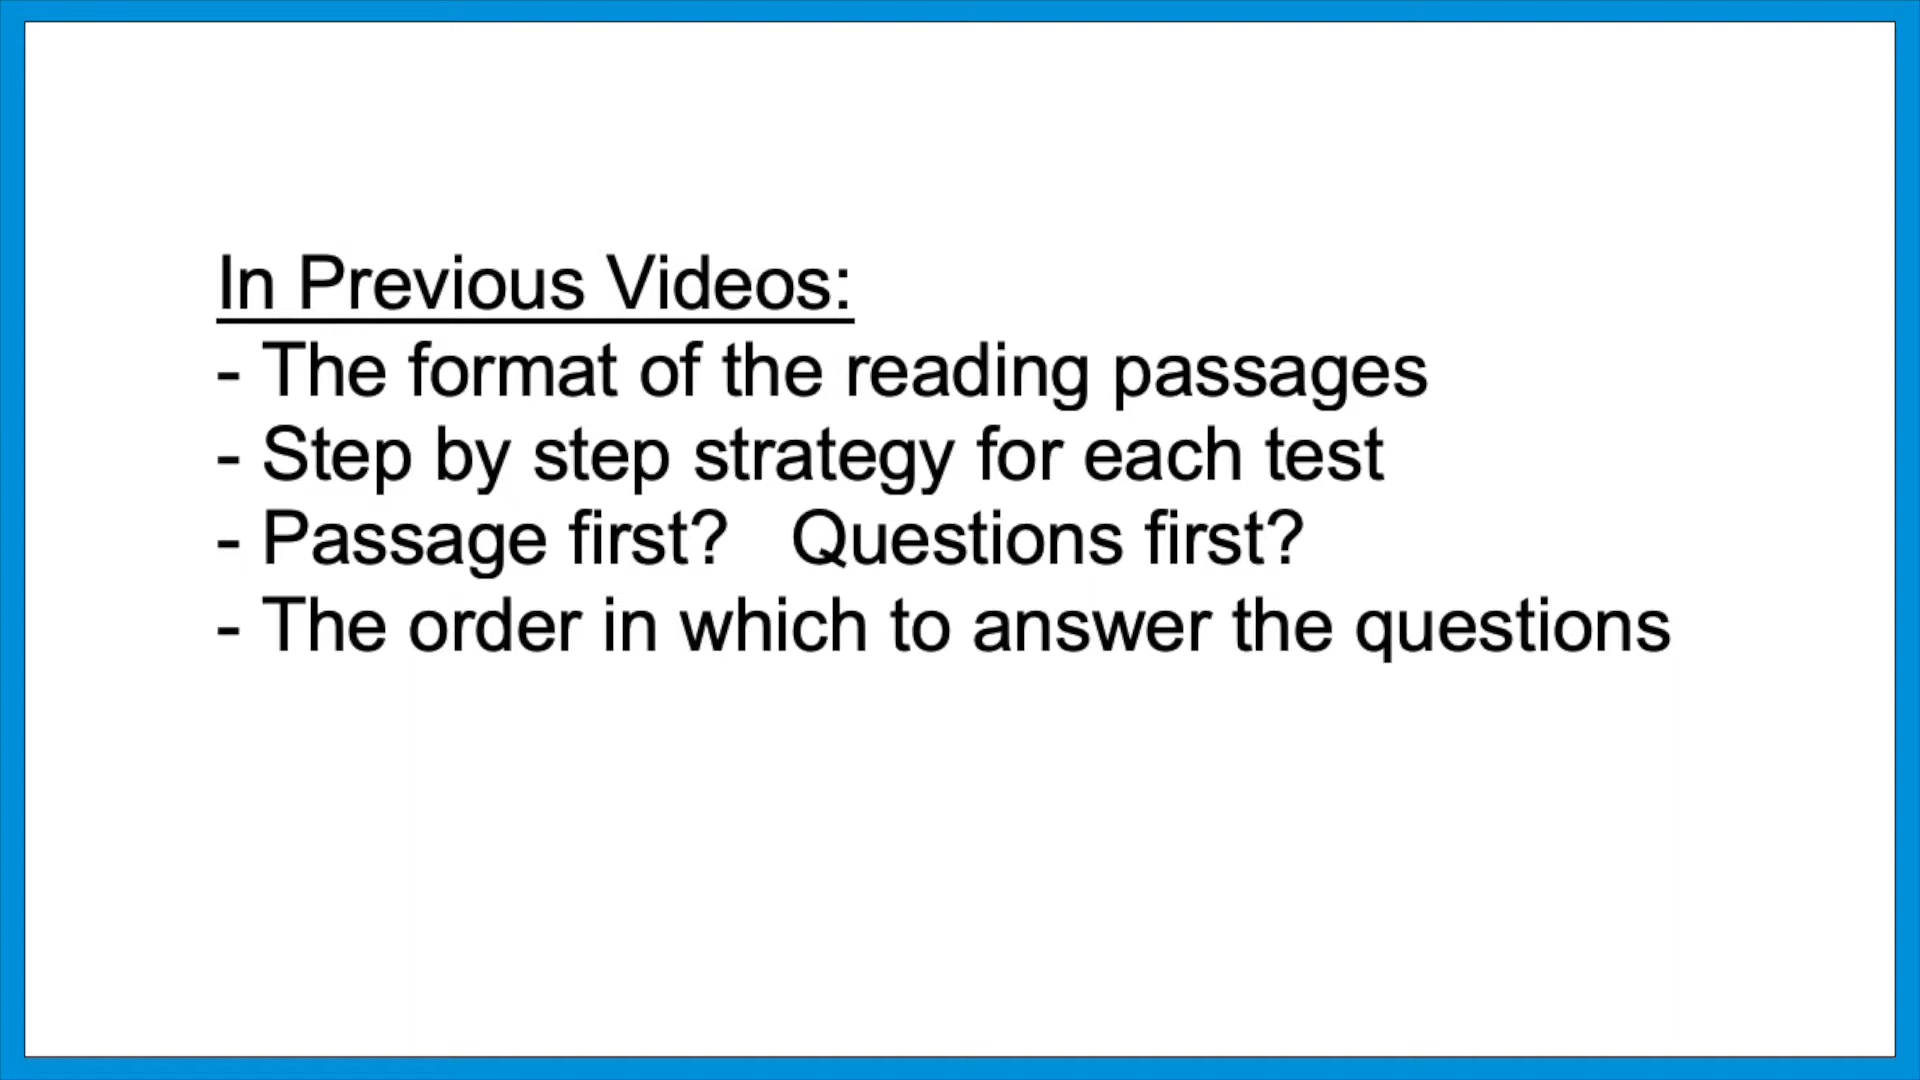 In Previous Videos:
- The format of the reading passages
- Step by step strategy for each test
- Passage first?   Questions first?
- The order in which to answer the questions